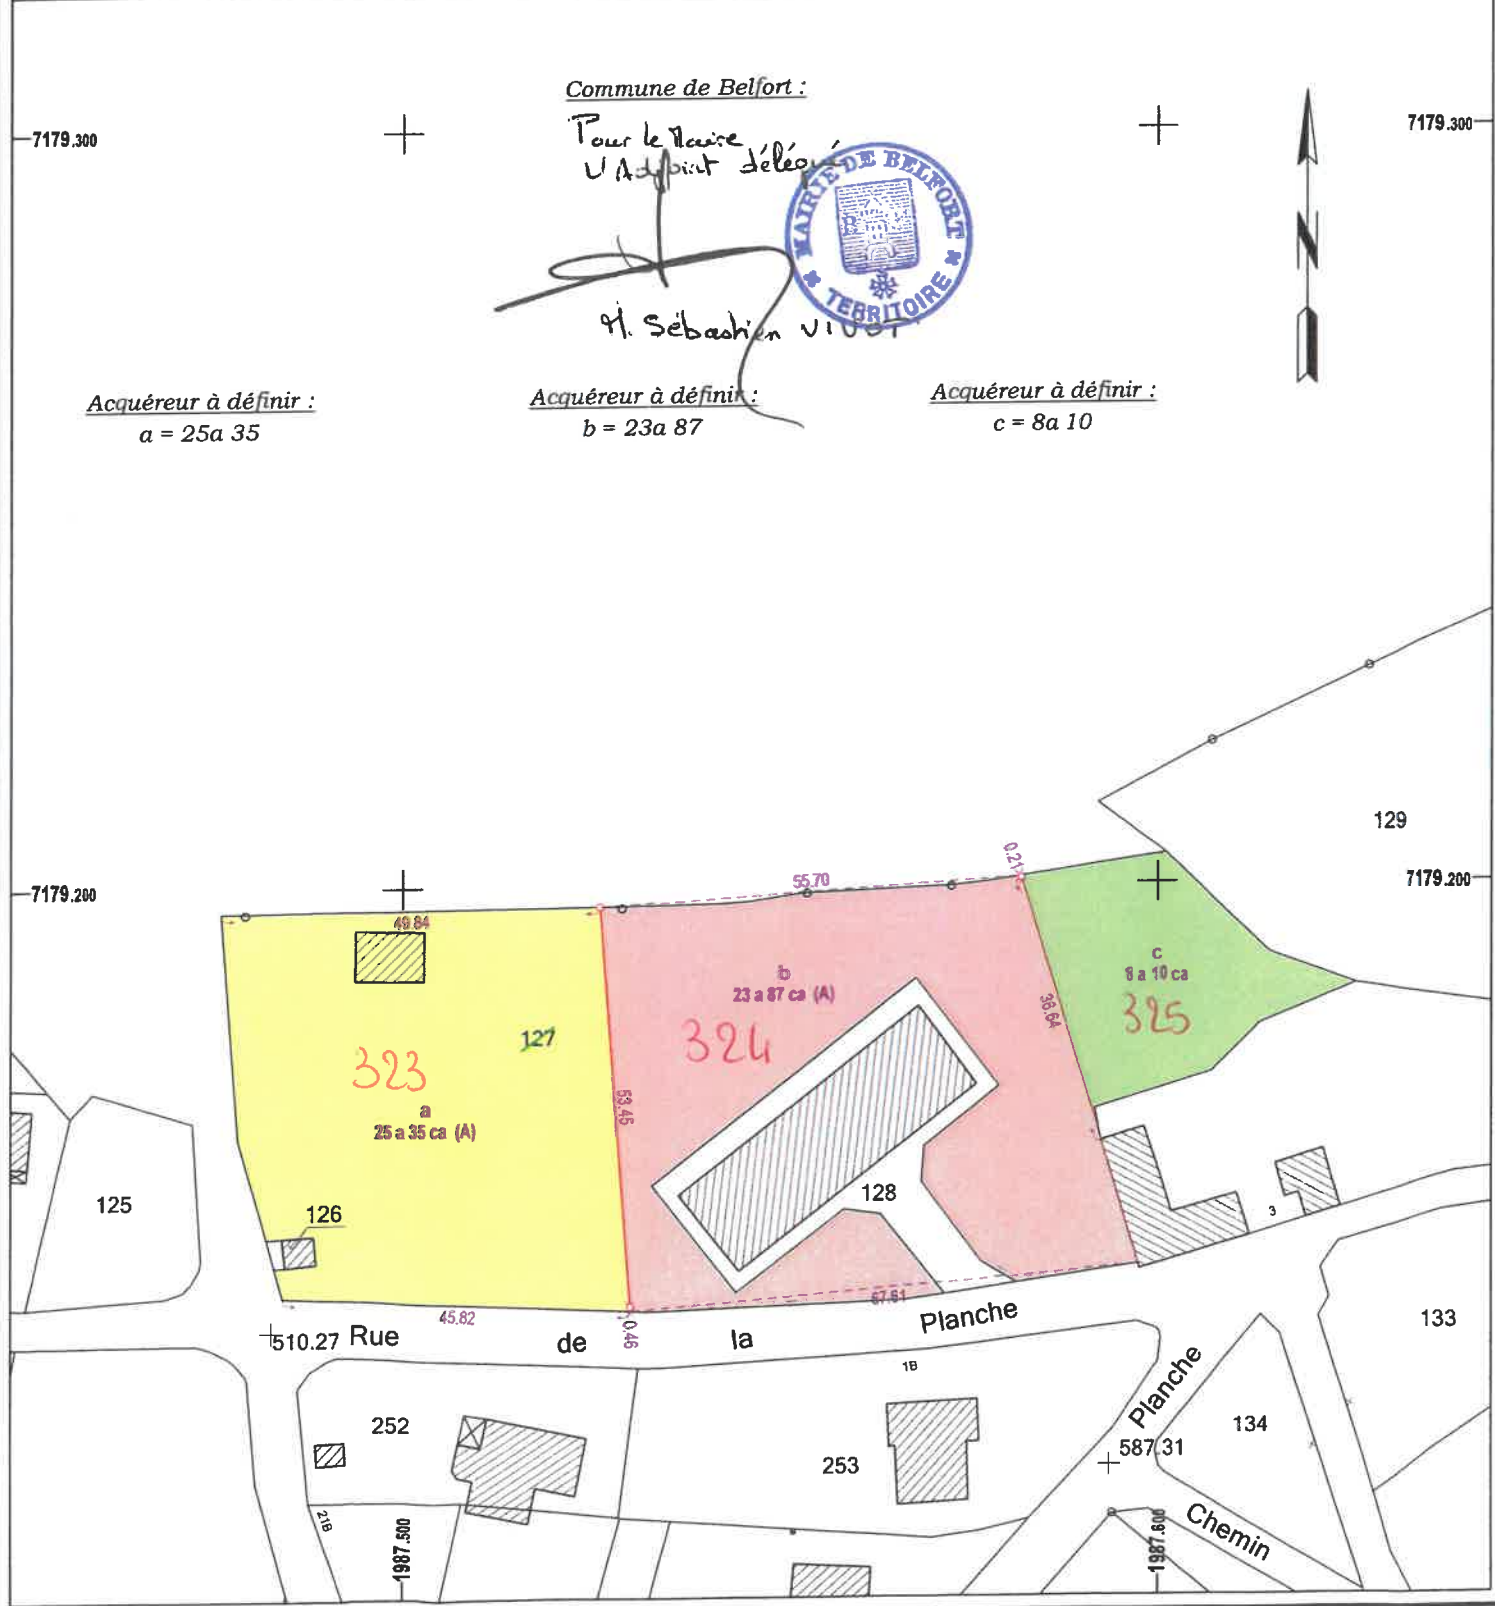 Commune de Belfort :
Pour le Maire
L'Adjoint délégué
MAIRIE DE BELFORT
TERRITOIRE
M. Sébastien VIVOT
7179.300
7179.300
N
Acquéreur à définir :
a = 25a 35
Acquéreur à définir :
b = 23a 87
Acquéreur à définir :
c = 8a 10
129
7179.200
7179.200
49.84
55.70
0.21
b
23 a 87 ca (A)
324
c
8 a 10 ca
325
38.64
127
323
a
25 a 35 ca (A)
53.45
125
126
128
3
45.82
0.46
67.61
510.27
Rue de la Planche
133
1B
252
253
Planche
587.31
134
Chemin
21B
1987.500
1987.600